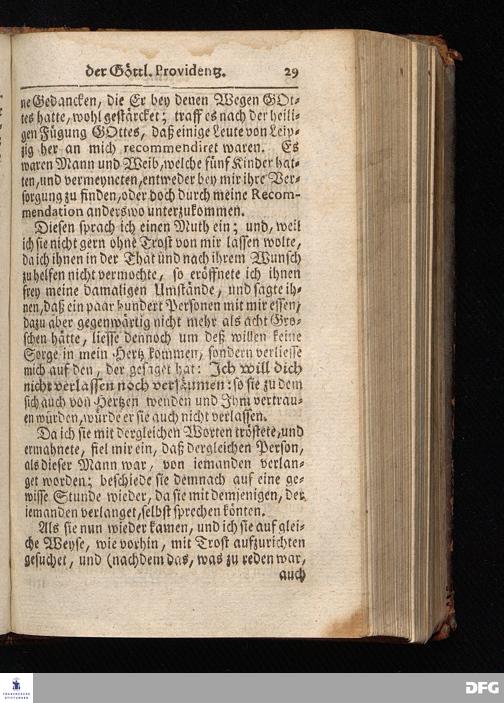 der Göttl. Providentz. 29
ne Gedancken, die Er bey denen Wegen GOt-
tes hatte, wohl gestärcket; traff es nach der heili-
gen Fügung GOttes, daß einige Leute von Leip-
zig her an mich recommendiret waren. Es
waren Mann und Weib, welche fünf Kinder hat-
ten, und vermeynten, entweder bey mir ihre Ver-
sorgung zu finden, oder doch durch meine Recom-
mendation anderswo unterzukommen.
Diesen sprach ich einen Muth ein; und, weil
ich sie nicht gern ohne Trost von mir lassen wolte,
da ich ihnen in der That und nach ihrem Wunsch
zu helfen nicht vermochte, so eröffnete ich ihnen
frey meine damaligen Umstände, und sagte ih-
nen, daß ein paar hundert Personen mit mir essen,
dazu aber gegenwärtig nicht mehr als acht Gro-
schen hätte, liesse dennoch um deß willen keine
Sorge in mein Hertz kommen, sondern verliesse
mich auf den, der gesaget hat: Ich will dich
nicht verlassen noch versäumen: so sie zu dem
sich auch von Hertzen wenden und Ihm vertrau-
en würden, würde er sie auch nicht verlassen.
Da ich sie mit dergleichen Worten tröstete, und
ermahnete, fiel mir ein, daß dergleichen Person,
als dieser Mann war, von iemanden verlan-
get worden; beschiede sie demnach auf eine ge-
wisse Stunde wieder, da sie mit demjenigen, der
iemanden verlanget, selbst sprechen könten.
Als sie nun wieder kamen, und ich sie auf glei-
che Weyse, wie vorhin, mit Trost aufzurichten
gesuchet, und (nachdem das, was zu reden war,
auch
FRANCKESCHE
STIFTUNGEN
DFG